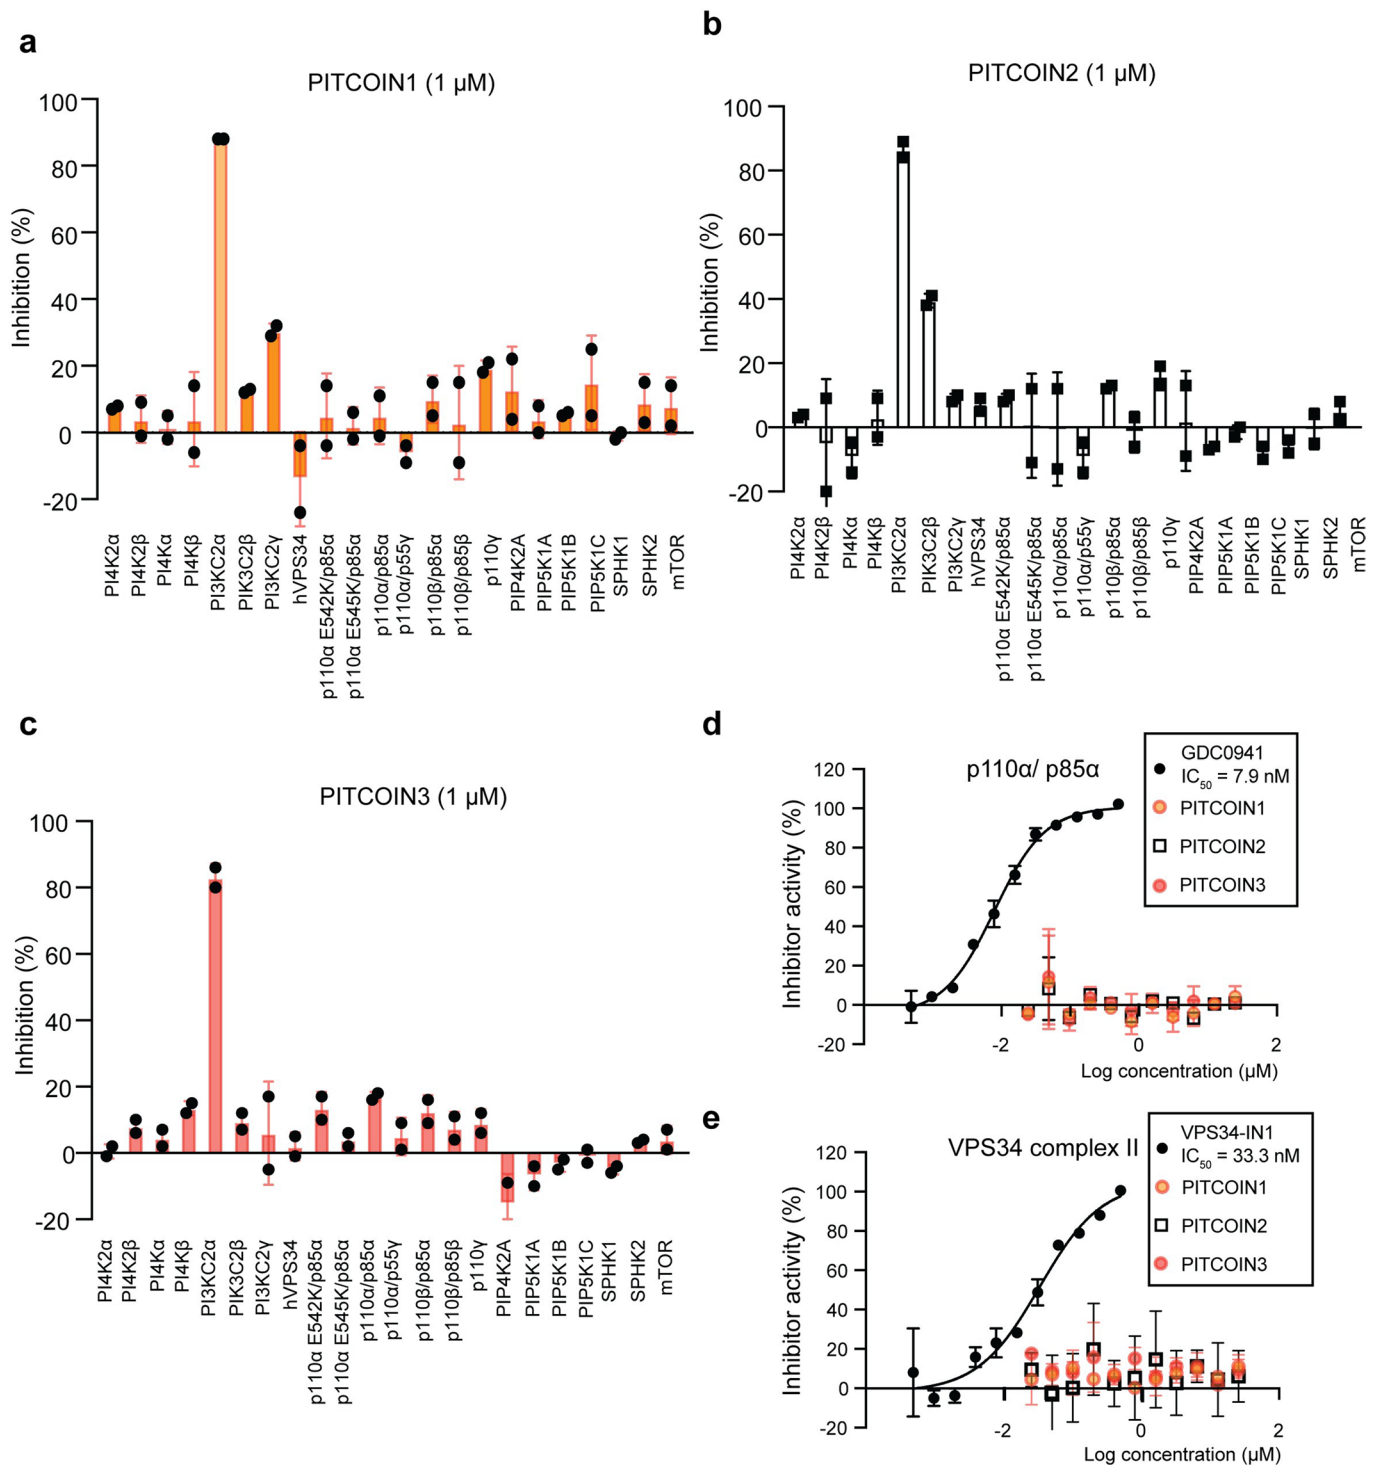 a
PITCOIN1 (1 µM)
Inhibition (%)
100
80
60
40
20
0
-20
PI4K2α
PI4K2β
PI4Kα
PI4Kβ
PI3KC2α
PIK3C2β
PI3KC2γ
hVPS34
p110α E542K/p85α
p110α E545K/p85α
p110α/p85α
p110α/p55γ
p110β/p85α
p110β/p85β
p110γ
PIP4K2A
PIP5K1A
PIP5K1B
PIP5K1C
SPHK1
SPHK2
mTOR
b
PITCOIN2 (1 µM)
Inhibition (%)
100
80
60
40
20
0
-20
PI4K2α
PI4K2β
PI4Kα
PI4Kβ
PI3KC2α
PIK3C2β
PI3KC2γ
hVPS34
p110α E542K/p85α
p110α E545K/p85α
p110α/p85α
p110α/p55γ
p110β/p85α
p110β/p85β
p110γ
PIP4K2A
PIP5K1A
PIP5K1B
PIP5K1C
SPHK1
SPHK2
mTOR
c
PITCOIN3 (1 µM)
Inhibition (%)
100
80
60
40
20
0
-20
PI4K2α
PI4K2β
PI4Kα
PI4Kβ
PI3KC2α
PIK3C2β
PI3KC2γ
hVPS34
p110α E542K/p85α
p110α E545K/p85α
p110α/p85α
p110α/p55γ
p110β/p85α
p110β/p85β
p110γ
PIP4K2A
PIP5K1A
PIP5K1B
PIP5K1C
SPHK1
SPHK2
mTOR
d
p110α/ p85α
Inhibitor activity (%)
120
100
80
60
40
20
0
-20
-2
0
2
Log concentration (µM)
GDC0941
IC50 = 7.9 nM
PITCOIN1
PITCOIN2
PITCOIN3
e
VPS34 complex II
Inhibitor activity (%)
120
100
80
60
40
20
0
-20
-2
0
2
Log concentration (µM)
VPS34-IN1
IC50 = 33.3 nM
PITCOIN1
PITCOIN2
PITCOIN3